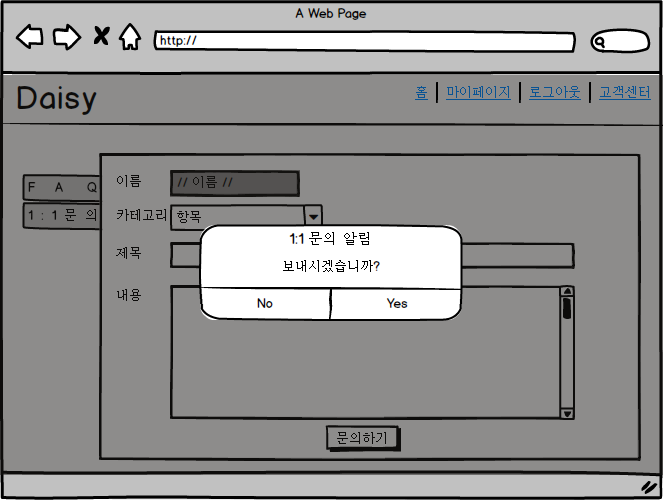 A Web Page
http://
Daisy
홈 마이페이지 로그아웃 고객센터
F A Q
1 : 1 문 의
이름 // 이름 //
카테고리 항목
제목
내용
1:1 문의 알림
보내시겠습니까?
No Yes
문의하기